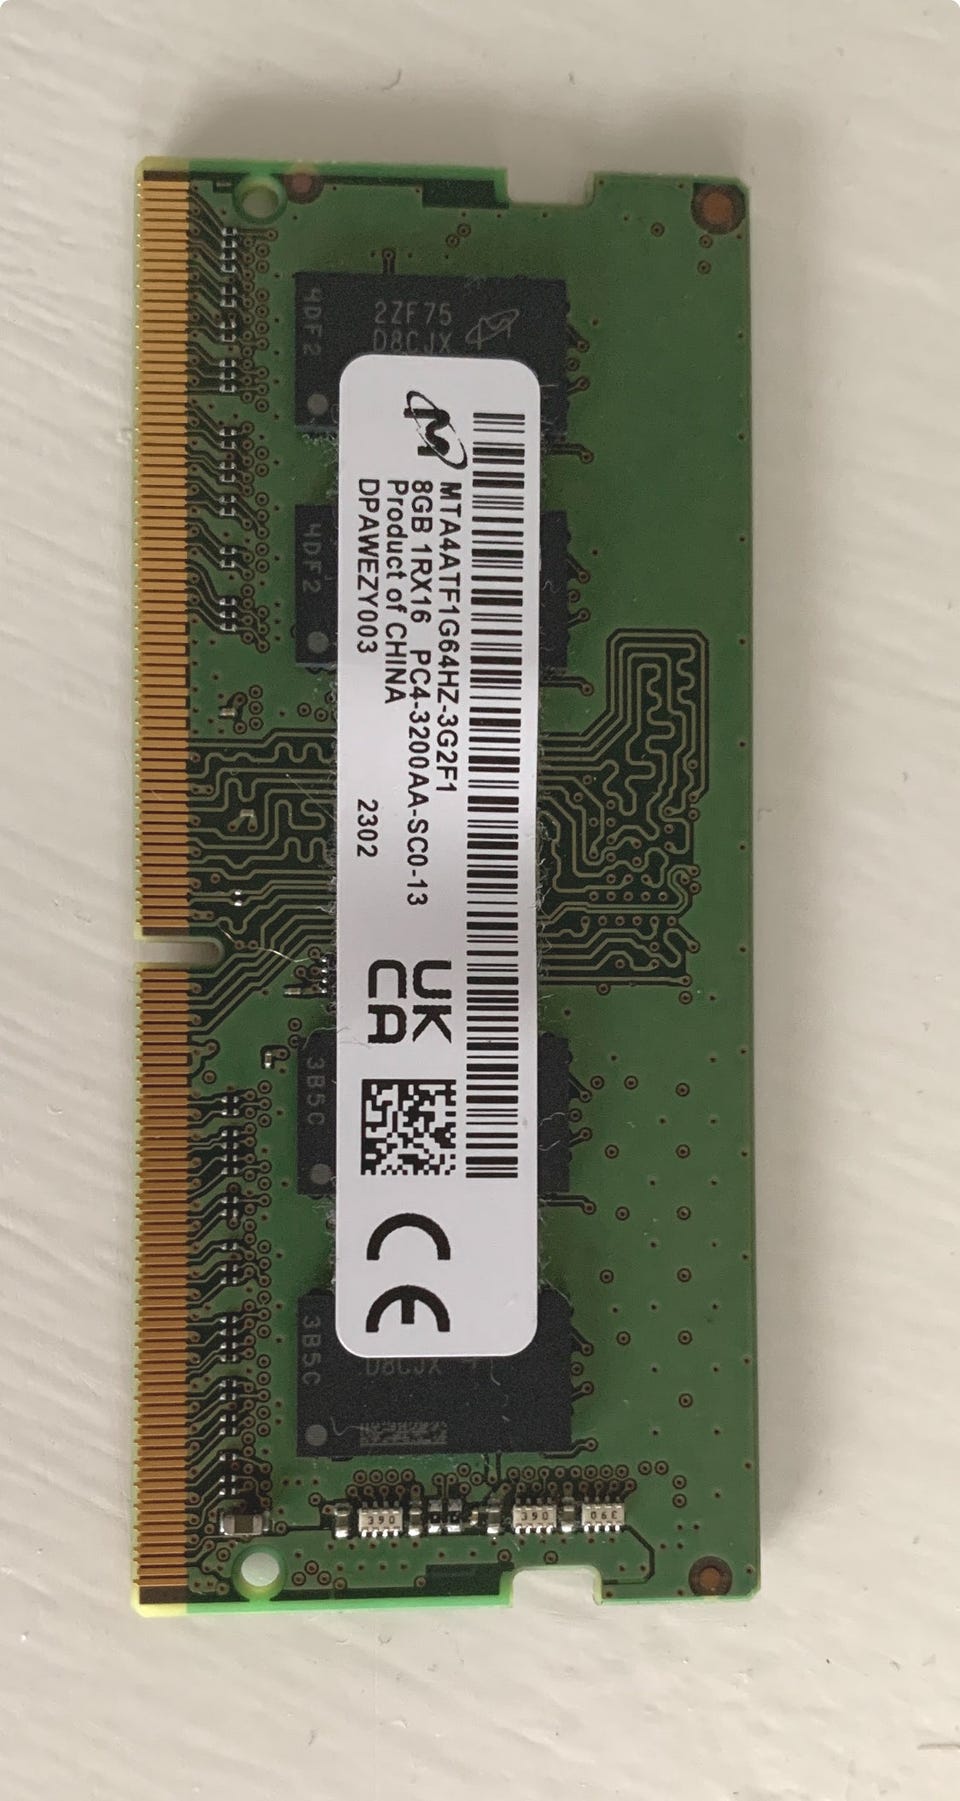 MTA4ATF1G64HZ-3G2F1
8GB 1RX16 PC4-3200AA-SC0-13
Product of CHINA
DPAWEZY003 2302
UK
CA
CE
2ZF75
D8CJX
4DF2
4DF2
3B5C
3B5C
D8CJX
390
390
390